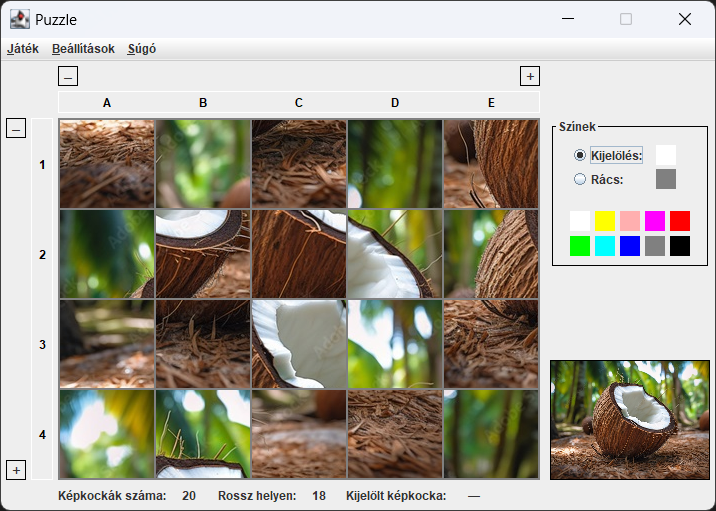 Puzzle
Játék Beállítások Súgó
– +
A B C D E
–
1
2
3
4
+
Színek
Kijelölés:
Rács:
Képkockák száma: 20 Rossz helyen: 18 Kijelölt képkocka: —